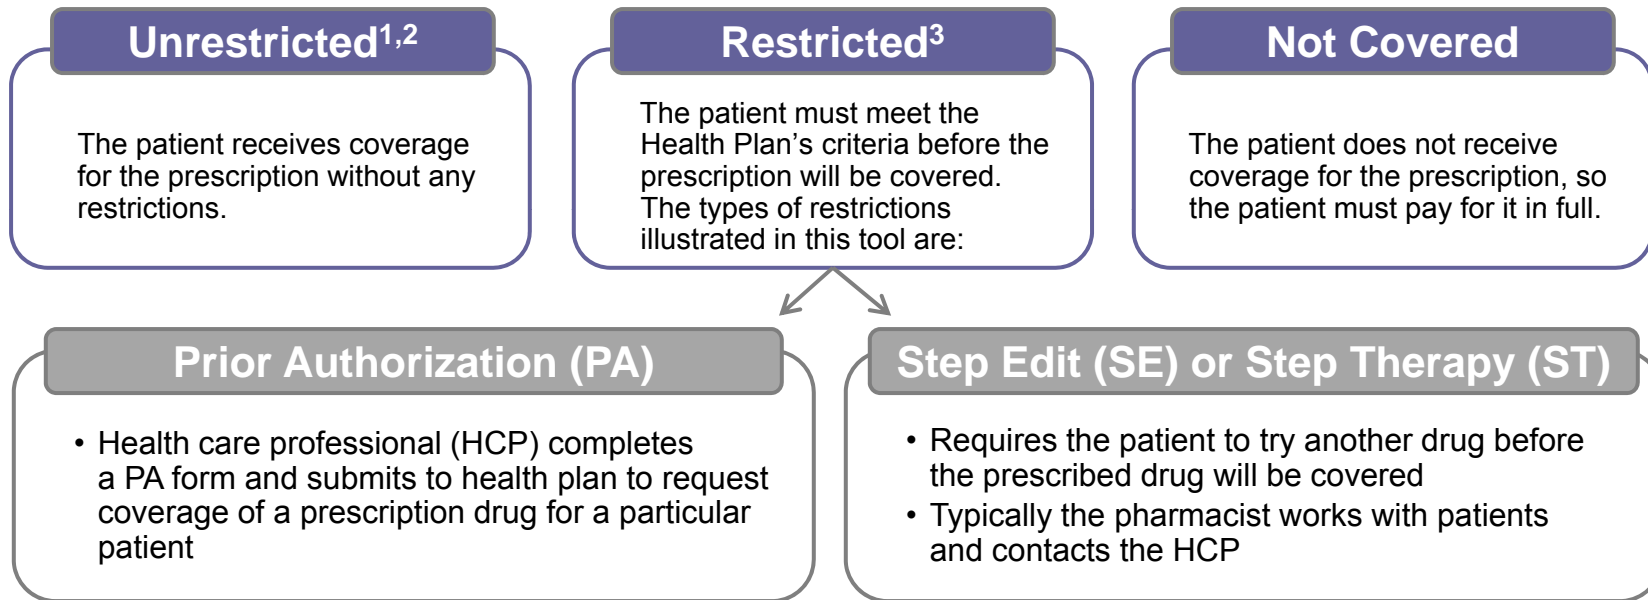 Unrestricted1,2
The patient receives coverage
for the prescription without any
restrictions.
Restricted3
The patient must meet the
Health Plan's criteria before the
prescription will be covered.
The types of restrictions
illustrated in this tool are:
Not Covered
The patient does not receive
coverage for the prescription, so
the patient must pay for it in full.
Prior Authorization (PA)
• Health care professional (HCP) completes
a PA form and submits to health plan to request
coverage of a prescription drug for a particular
patient
Step Edit (SE) or Step Therapy (ST)
• Requires the patient to try another drug before
the prescribed drug will be covered
• Typically the pharmacist works with patients
and contacts the HCP